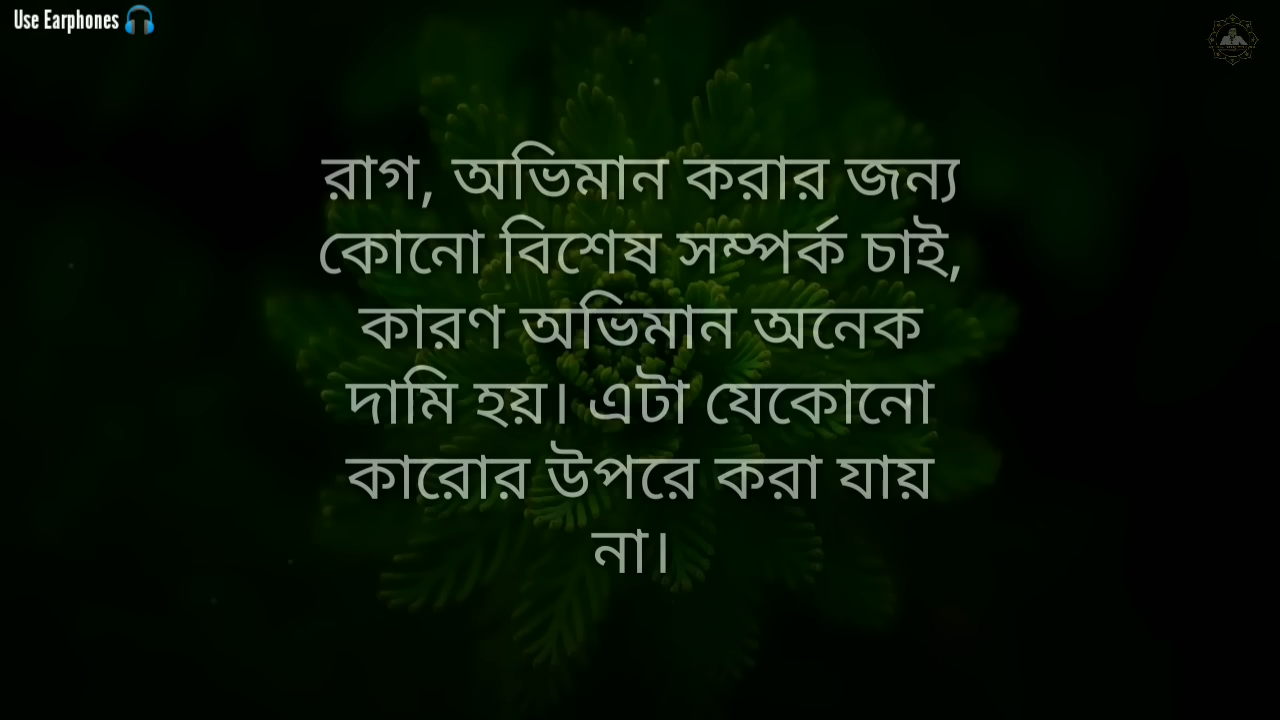 Use Earphones 🎧
রাগ, অভিমান করার জন্য
কোনো বিশেষ সম্পর্ক চাই,
কারণ অভিমান অনেক
দামি হয়। এটা যেকোনো
কারোর উপরে করা যায়
না।